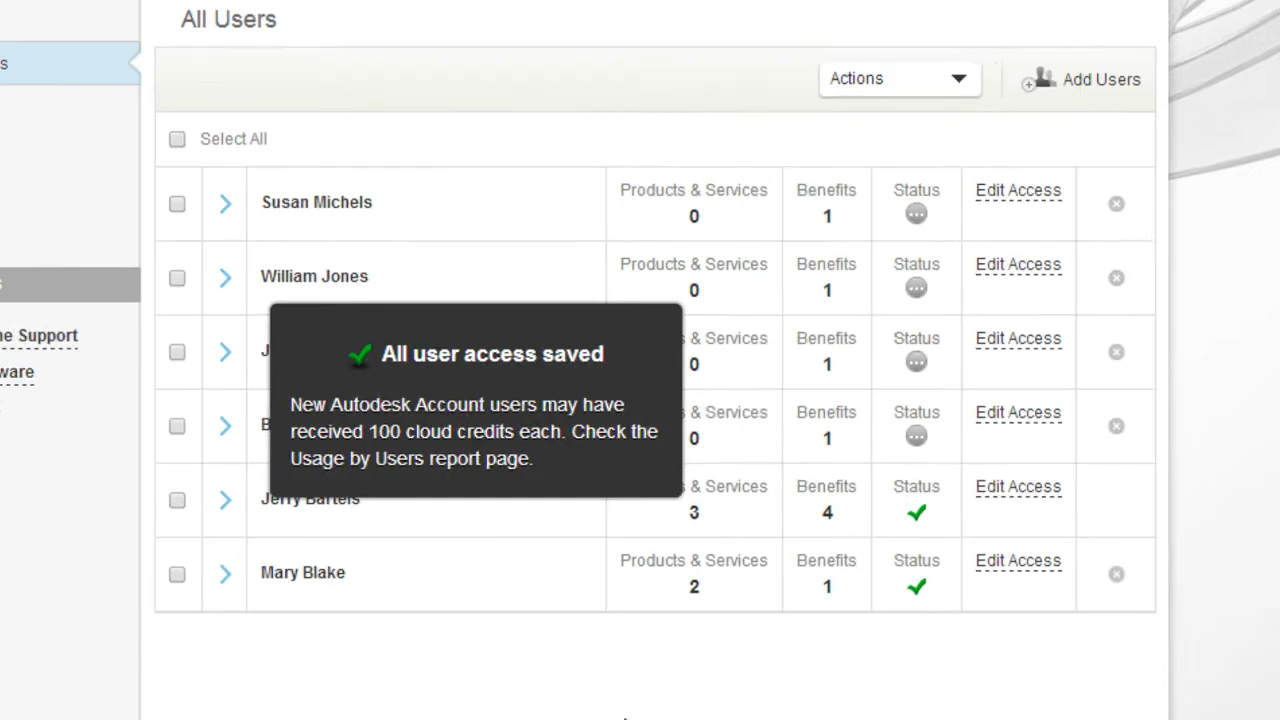 All Users
s
Actions
Add Users
Select All
Susan Michels
Products & Services
0
Benefits
1
Status
Edit Access
William Jones
Products & Services
0
Benefits
1
Status
Edit Access
J
& Services
0
Benefits
1
Status
Edit Access
B
& Services
0
Benefits
1
Status
Edit Access
Jerry Bartels
& Services
3
Benefits
4
Status
Edit Access
Mary Blake
Products & Services
2
Benefits
1
Status
Edit Access
All user access saved
New Autodesk Account users may have
received 100 cloud credits each. Check the
Usage by Users report page.
s
ne Support
ware